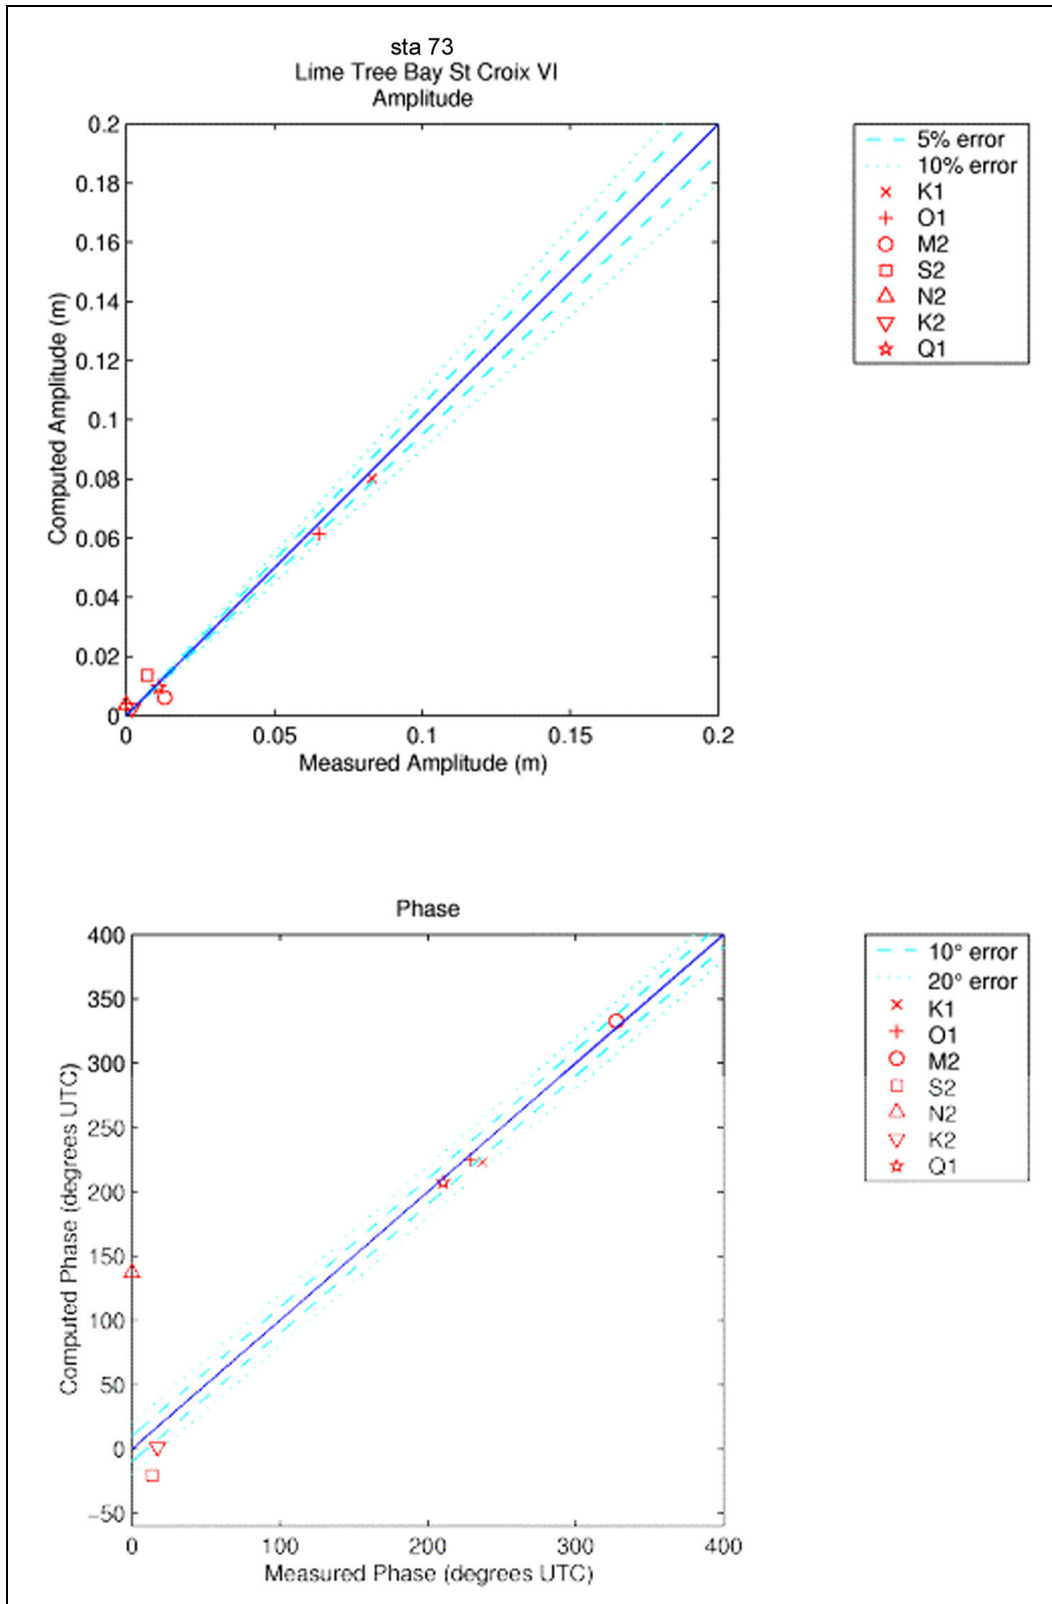 sta 73
Lime Tree Bay St Croix VI
Amplitude
0.2
0.18
0.16
0.14
0.12
0.1
0.08
0.06
0.04
0.02
0
Computed Amplitude (m)
0
0.05
0.1
0.15
0.2
Measured Amplitude (m)
5% error
10% error
K1
O1
M2
S2
N2
K2
Q1
Phase
400
350
300
250
200
150
100
50
0
−50
Computed Phase (degrees UTC)
0
100
200
300
400
Measured Phase (degrees UTC)
10° error
20° error
K1
O1
M2
S2
N2
K2
Q1